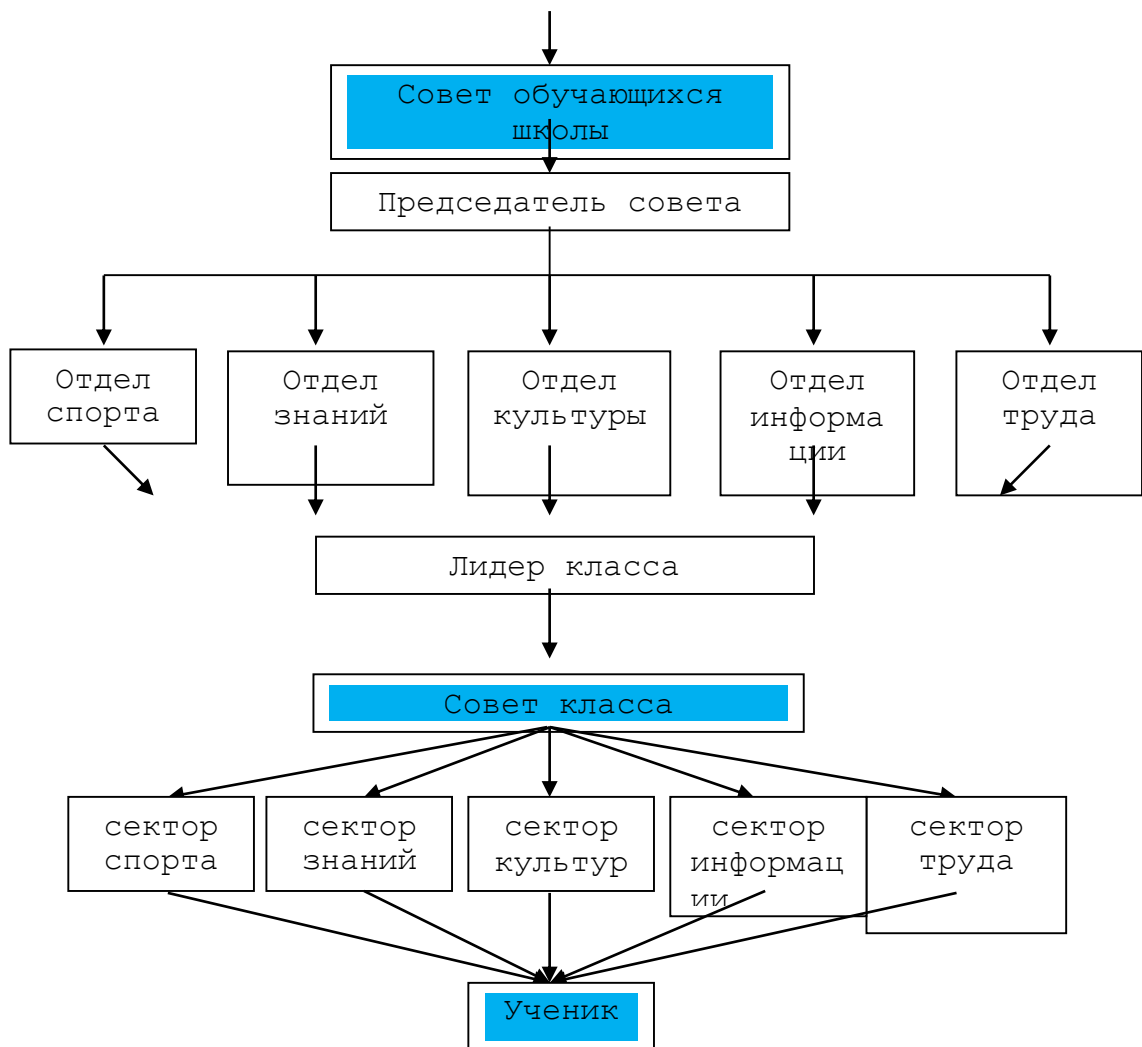 Совет обучающихся
школы
Председатель совета
Отдел
спорта
Отдел
знаний
Отдел
культуры
Отдел
информа
ции
Отдел
труда
Лидер класса
Совет класса
сектор
спорта
сектор
знаний
сектор
культур
сектор
информац
ии
сектор
труда
Ученик